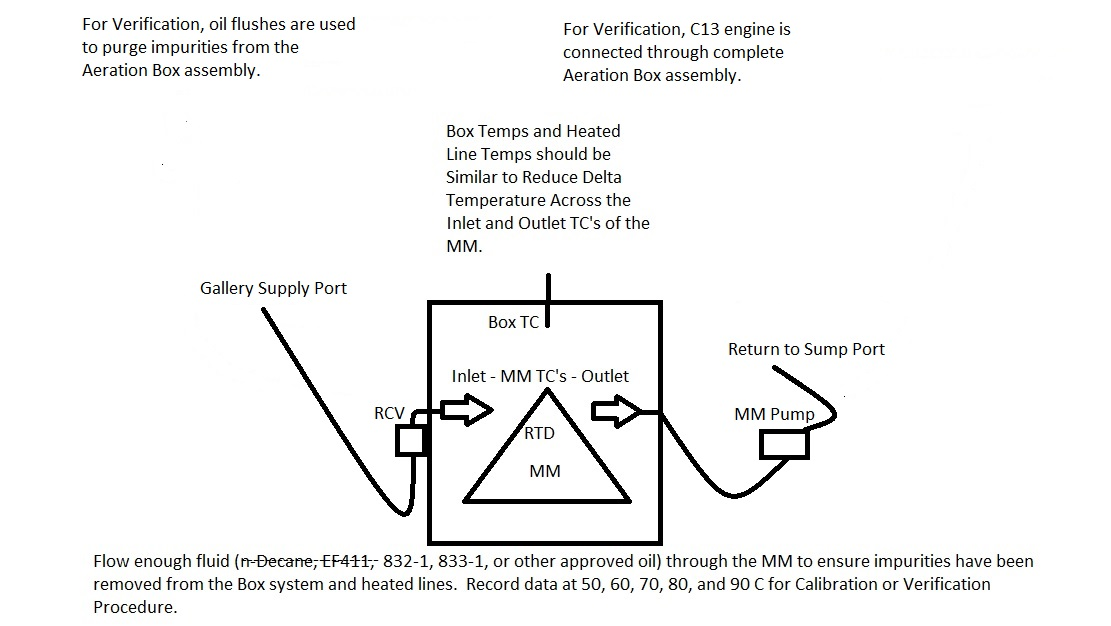 For Verification, oil flushes are used
to purge impurities from the
Aeration Box assembly.
For Verification, C13 engine is
connected through complete
Aeration Box assembly.
Box Temps and Heated
Line Temps should be
Similar to Reduce Delta
Temperature Across the
Inlet and Outlet TC's of the
MM.
Gallery Supply Port
Box TC
Return to Sump Port
Inlet - MM TC's - Outlet
RCV
MM Pump
RTD
MM
Flow enough fluid (n-Decane, EF411, 832-1, 833-1, or other approved oil) through the MM to ensure impurities have been
removed from the Box system and heated lines.  Record data at 50, 60, 70, 80, and 90 C for Calibration or Verification
Procedure.